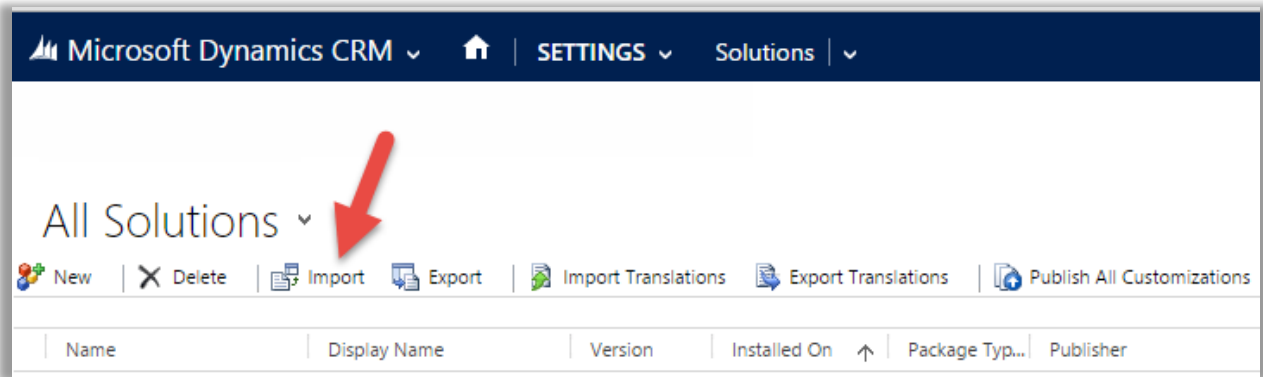 Microsoft Dynamics CRM SETTINGS Solutions
All Solutions
New Delete Import Export Import Translations Export Translations Publish All Customizations
Name Display Name Version Installed On Package Typ... Publisher